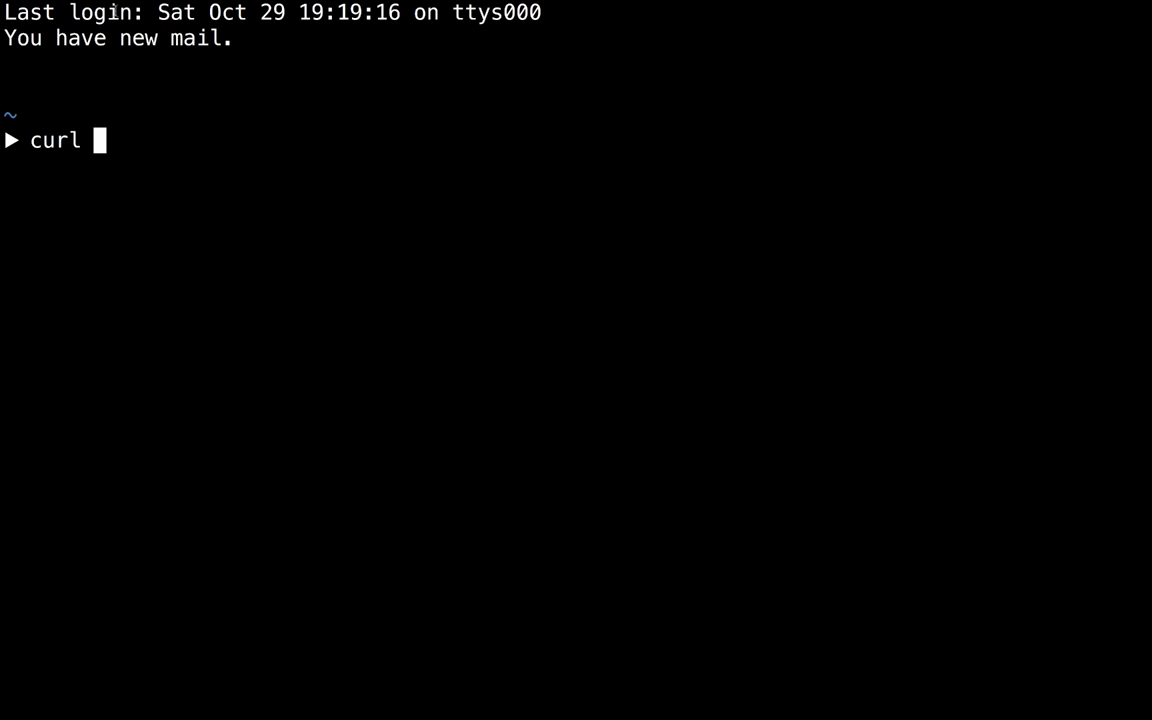 Last login: Sat Oct 29 19:19:16 on ttys000
You have new mail.
~
▶ curl